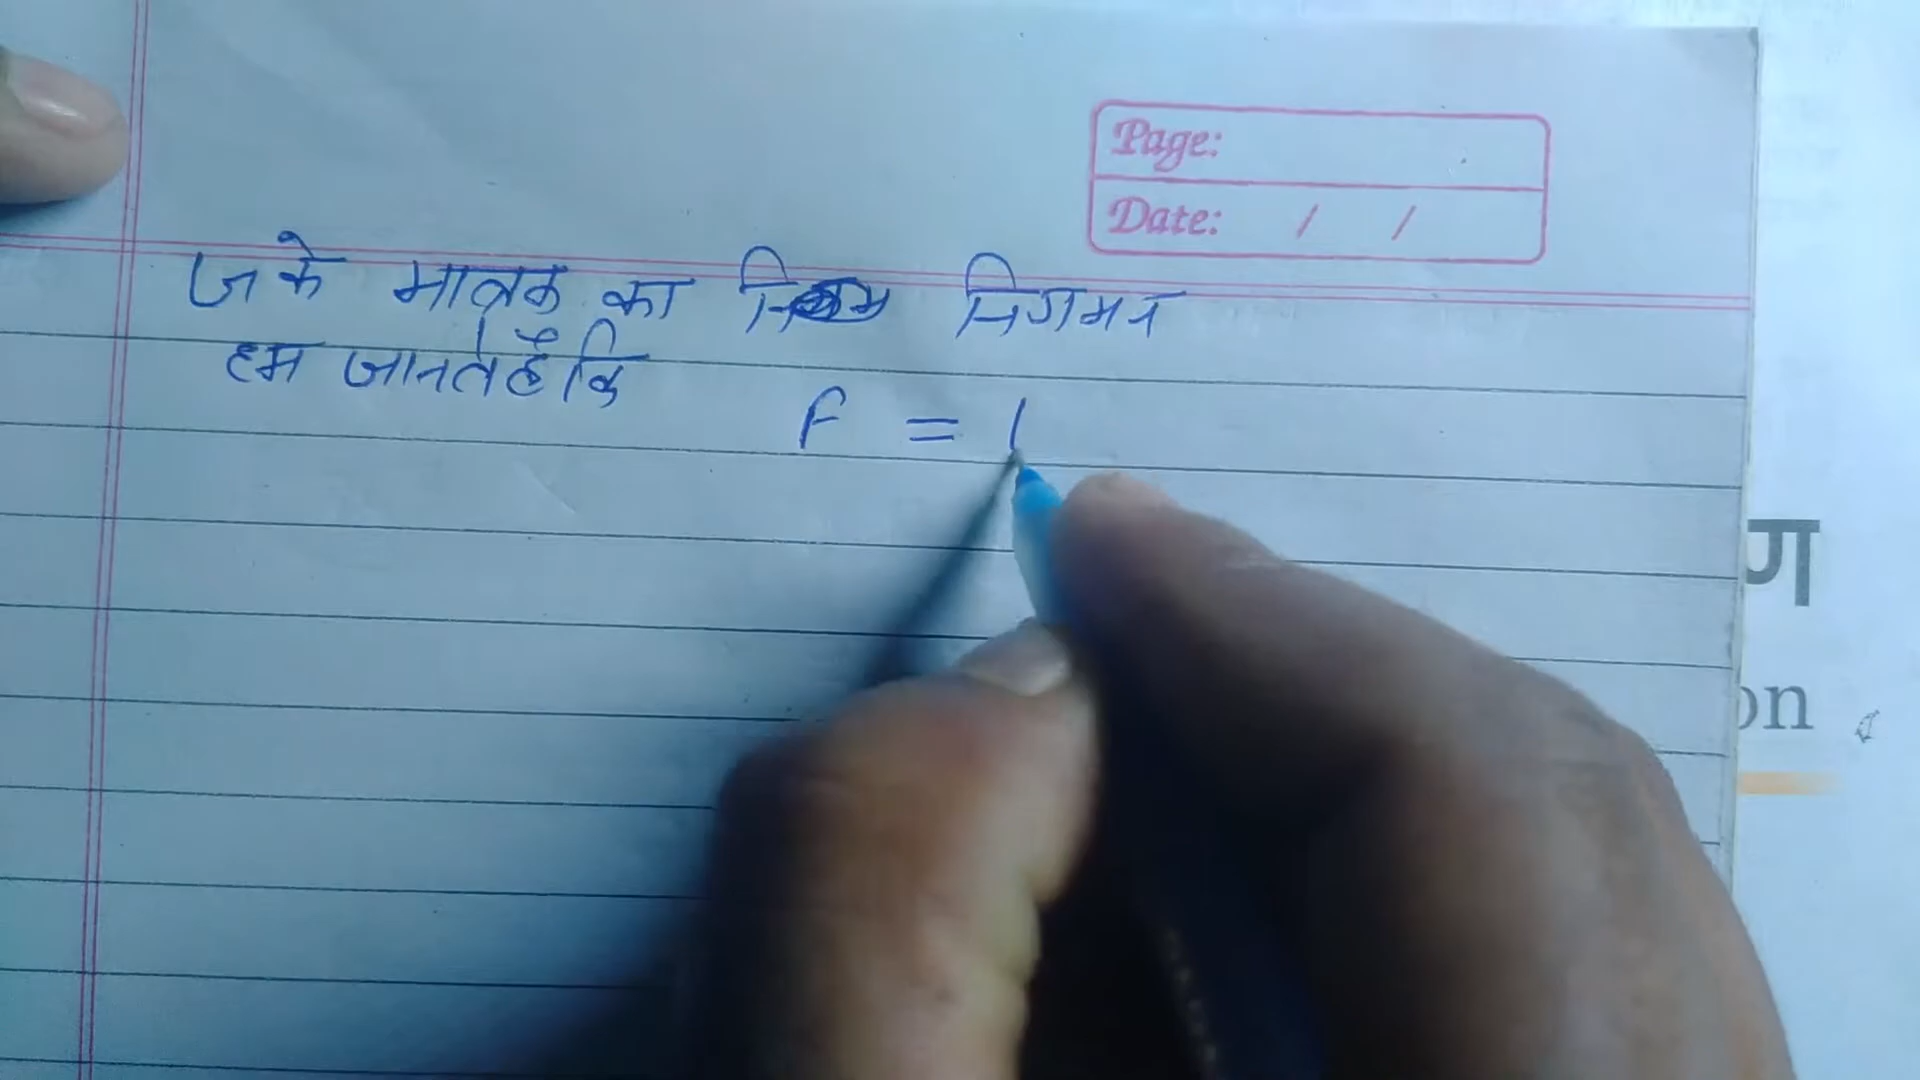 Page:
Date: / /
G के मात्रक का निगमन
हम जानते हैं कि
F = 
ण
on